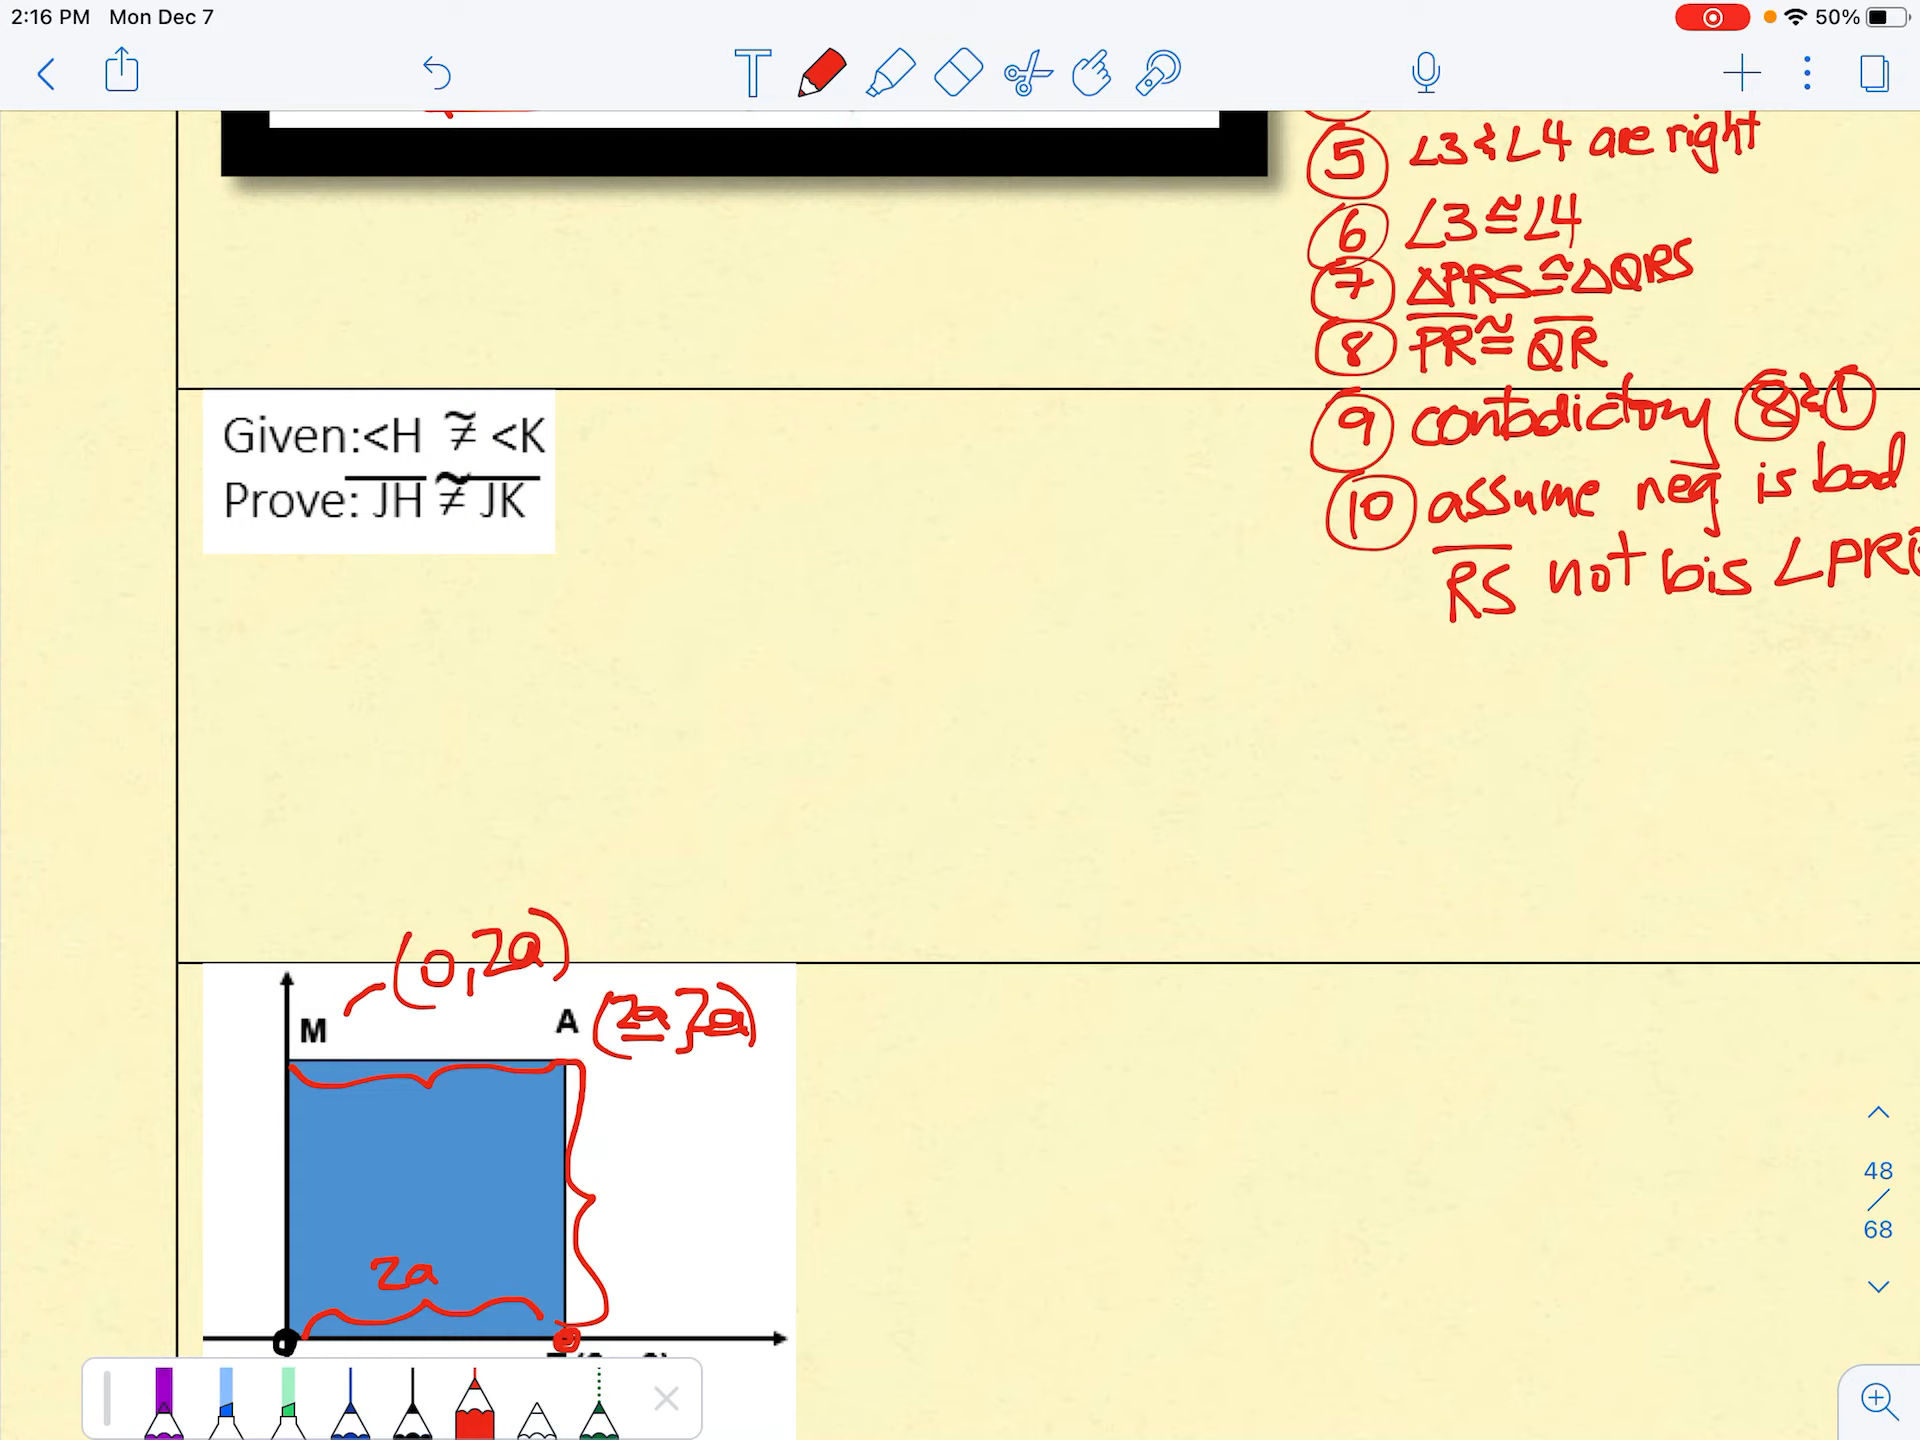 2:16 PM Mon Dec 7
50%
T
5 ∠3 & ∠4 are right
6 ∠3 ≅ ∠4
7 △PRS ≅ △QRS
8 PR ≅ QR
9 contradictory 8 & 1
10 assume neg is bad
RS not bis ∠PR
Given:<H ≇ <K
Prove: JH ≇ JK
(0, 2a)
M
A (2a, 2a)
2a
48
/
68